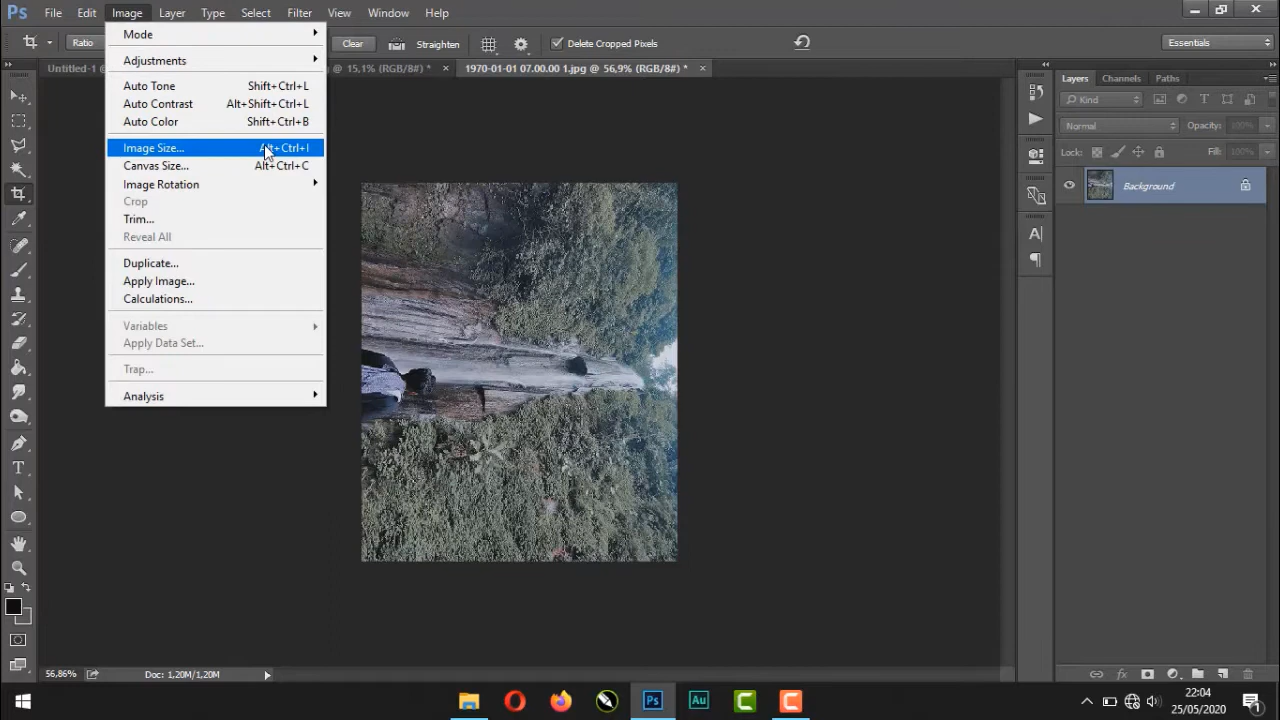 Ps File Edit Image Layer Type Select Filter View Window Help
Ratio Clear Straighten Delete Cropped Pixels Essentials
Untitled-1 @ 15,1% (RGB/8#) * × 1970-01-01 07.00.00 1.jpg @ 56,9% (RGB/8#) * ×
Mode
Adjustments
Auto Tone Shift+Ctrl+L
Auto Contrast Alt+Shift+Ctrl+L
Auto Color Shift+Ctrl+B
Image Size... Alt+Ctrl+I
Canvas Size... Alt+Ctrl+C
Image Rotation
Crop
Trim...
Reveal All
Duplicate...
Apply Image...
Calculations...
Variables
Apply Data Set...
Trap...
Analysis
Layers Channels Paths
Kind
Normal Opacity:
Lock: Fill:
Background
56,86% Doc: 1,20M/1,20M
Ps Au C C
22:04
25/05/2020
1